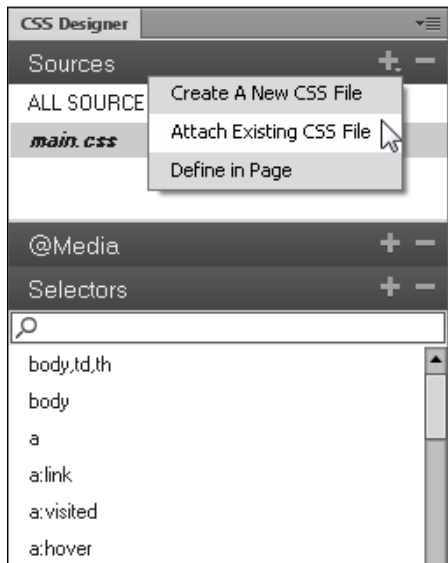 CSS Designer
Sources
Create A New CSS File
ALL SOURCE
Attach Existing CSS File
main.css
Define in Page
@Media
Selectors
body,td,th
body
a
a:link
a:visited
a:hover